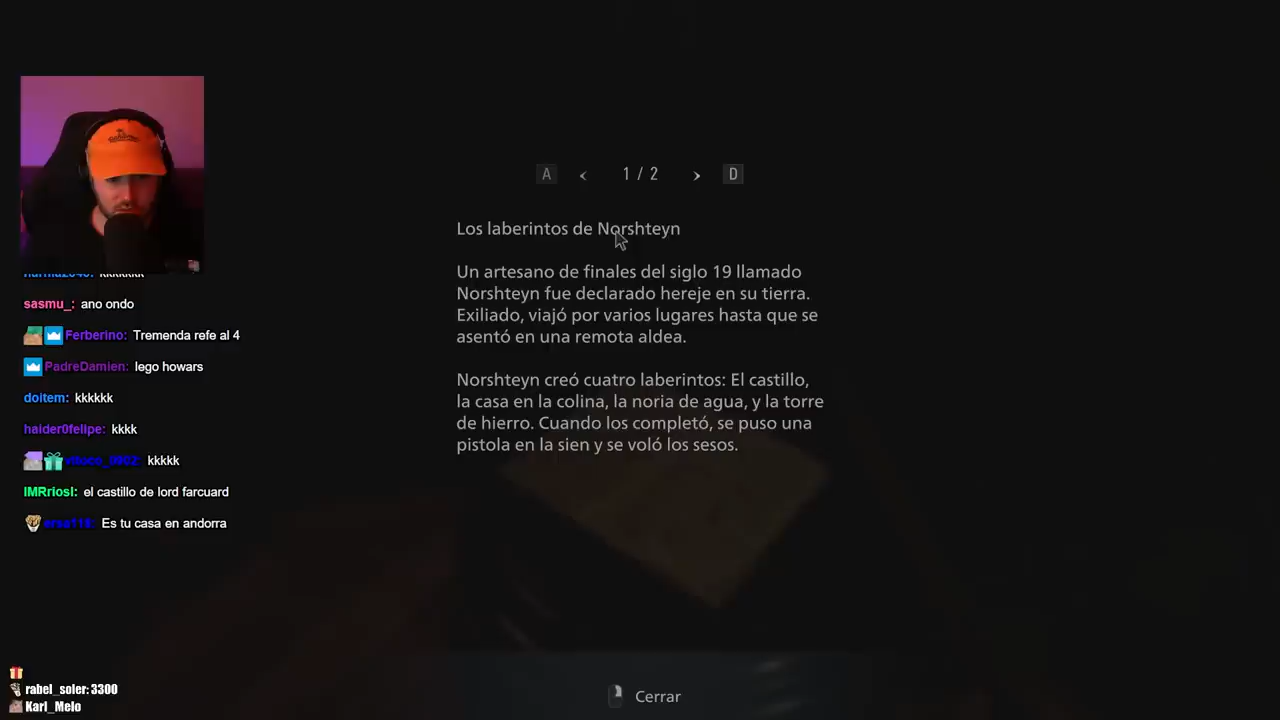 A < 1 / 2 > D
Los laberintos de Norshteyn
Un artesano de finales del siglo 19 llamado
Norshteyn fue declarado hereje en su tierra.
Exiliado, viajó por varios lugares hasta que se
asentó en una remota aldea.
Norshteyn creó cuatro laberintos: El castillo,
la casa en la colina, la noria de agua, y la torre
de hierro. Cuando los completó, se puso una
pistola en la sien y se voló los sesos.
Cerrar
kkkkkkk
sasmu_: ano ondo
Ferberino: Tremenda refe al 4
PadreDamien: lego howars
doitem: kkkkkk
haider0felipe: kkkk
kkkkk
IMRriosI: el castillo de lord farcuard
Es tu casa en andorra
rabel_soler: 3300
Karl_Melo